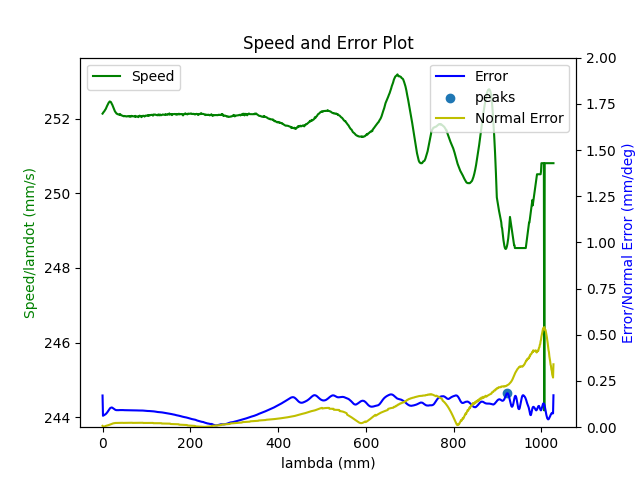 Speed and Error Plot
Speed
Error
peaks
Normal Error
Speed/lamdot (mm/s)
252
250
248
246
244
2.00
1.75
1.50
1.25
1.00
0.75
0.50
0.25
0.00
Error/Normal Error (mm/deg)
0
200
400
600
800
1000
lambda (mm)